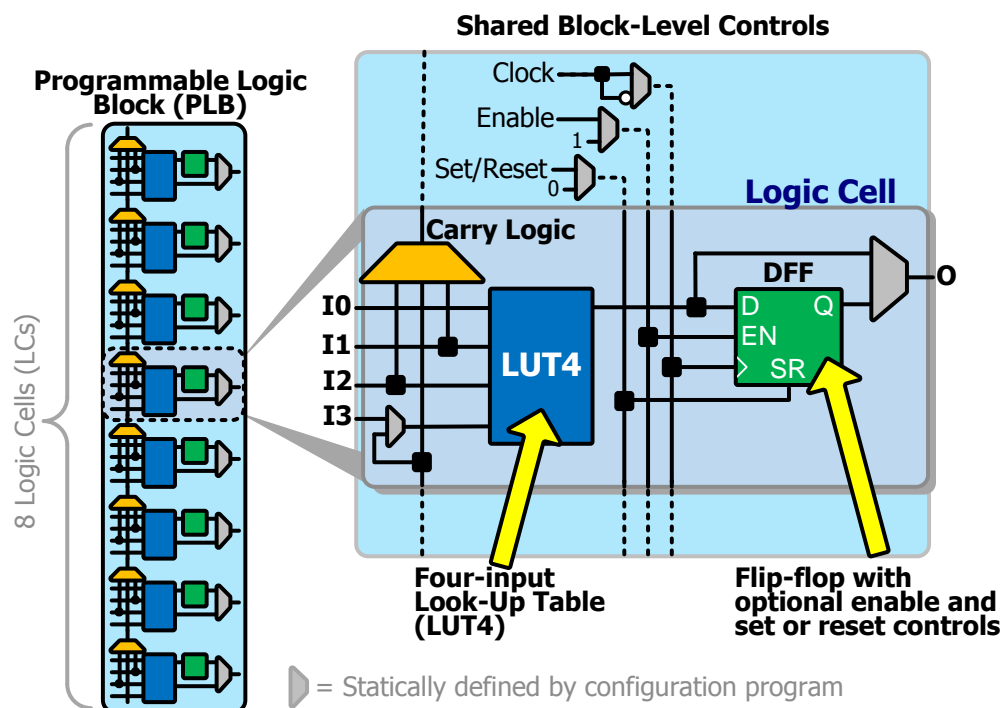 Shared Block-Level Controls
Programmable Logic
Block (PLB)
Clock
Enable
1
Set/Reset
0
Logic Cell
Carry Logic
DFF
I0
I1
I2
I3
LUT4
D
Q
EN
SR
O
8 Logic Cells (LCs)
Four-input
Look-Up Table
(LUT4)
Flip-flop with
optional enable and
set or reset controls
= Statically defined by configuration program